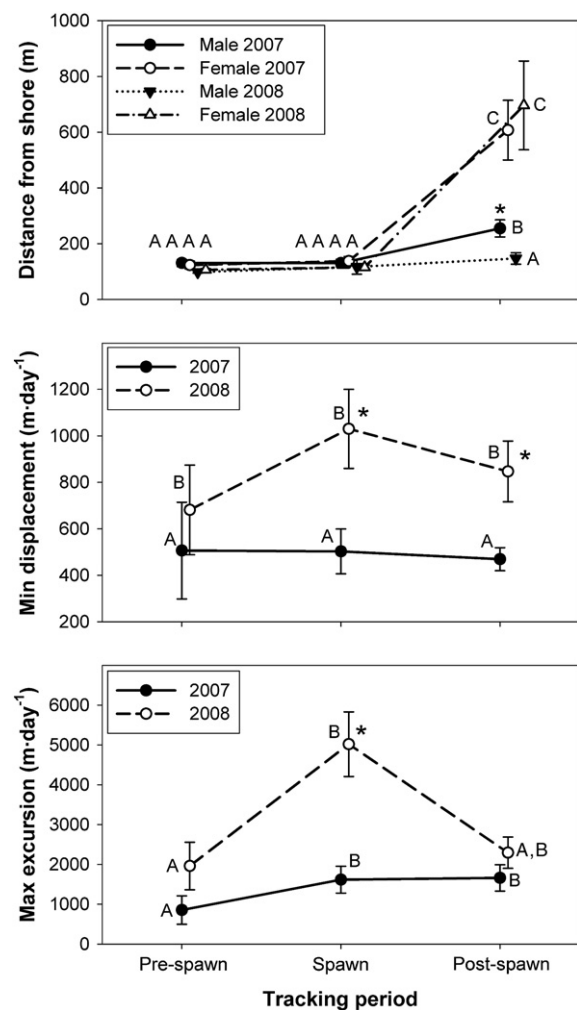 Distance from shore (m)
1000
800
600
400
200
0
Male 2007
Female 2007
Male 2008
Female 2008
A A A A
A A A A
C
C
*
B
A
Min displacement (m·day-1)
1200
1000
800
600
400
200
2007
2008
B
B
*
B
*
A
A
A
Max excursion (m·day-1)
6000
5000
4000
3000
2000
1000
0
2007
2008
B
*
A
A,B
A
B
B
Pre-spawn
Spawn
Post-spawn
Tracking period